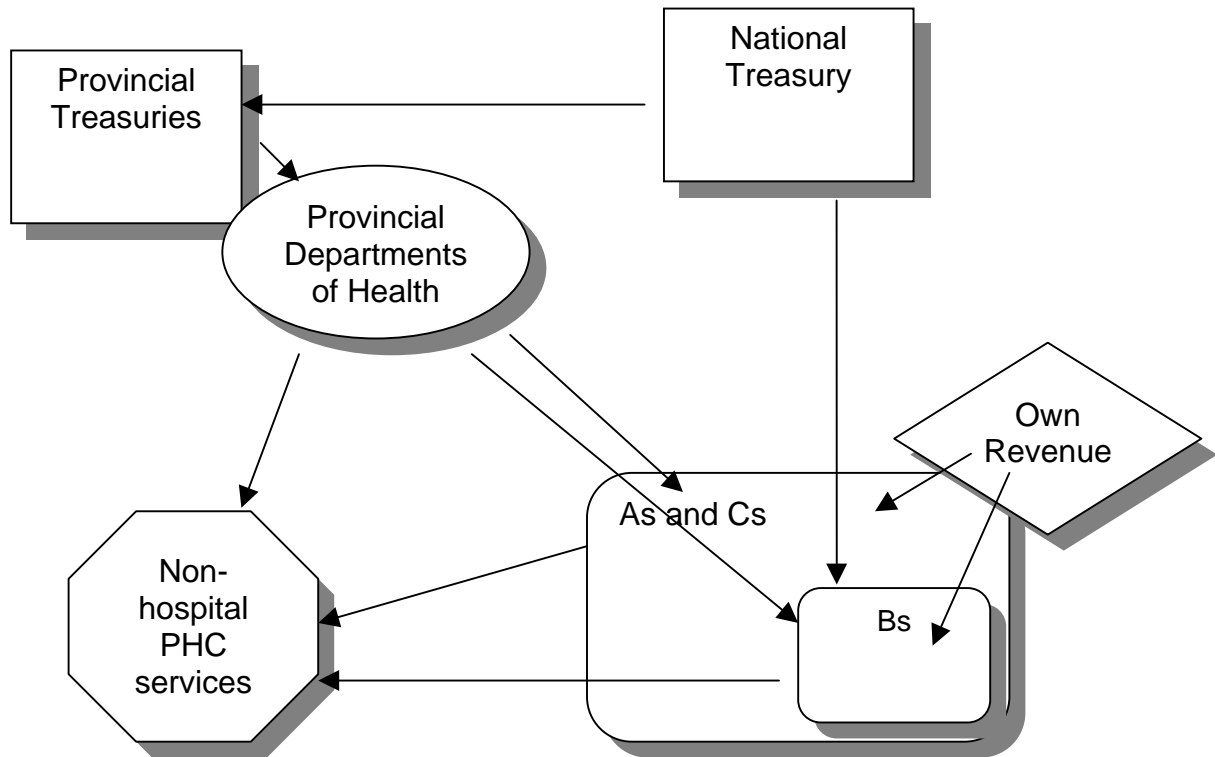 National
Treasury
Provincial
Treasuries
Provincial
Departments
of Health
Own
Revenue
As and Cs
Non-
hospital
PHC
services
Bs